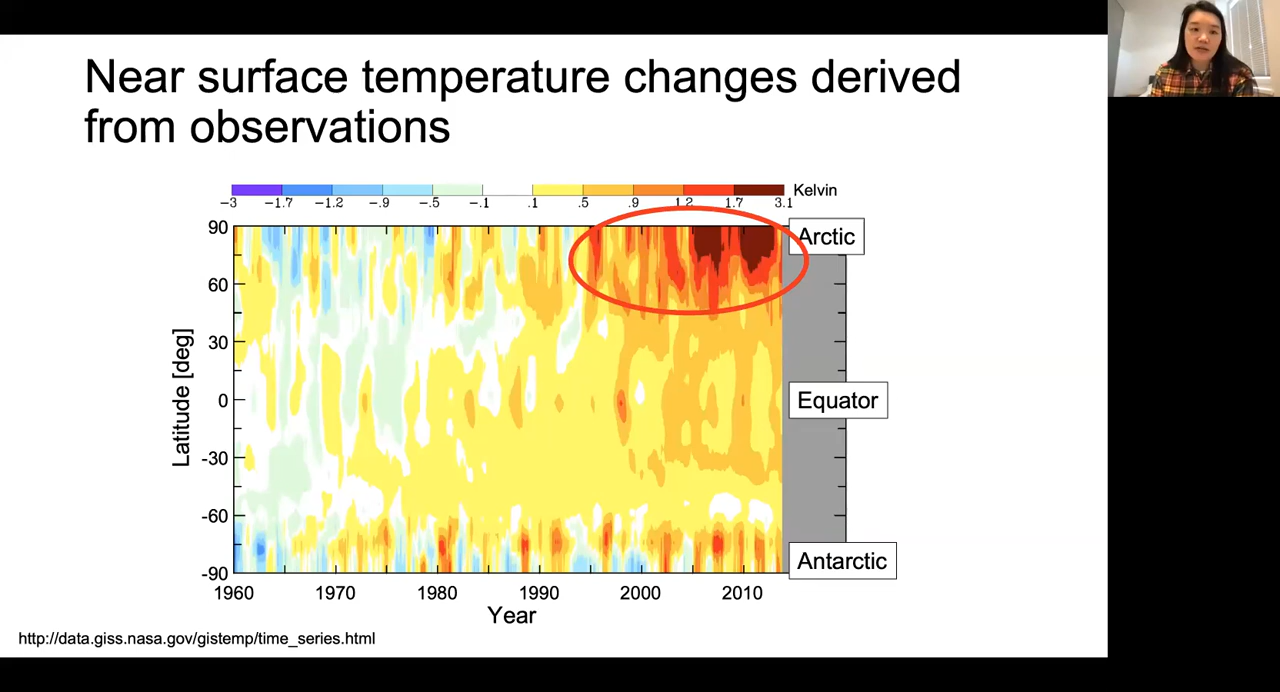 Near surface temperature changes derived
from observations
Kelvin
−3 −1.7 −1.2 −.9 −.5 −.1 .1 .5 .9 1.2 1.7 3.1
90
Arctic
60
30
Latitude [deg]
0
Equator
-30
-60
Antarctic
-90
1960 1970 1980 1990 2000 2010
Year
http://data.giss.nasa.gov/gistemp/time_series.html